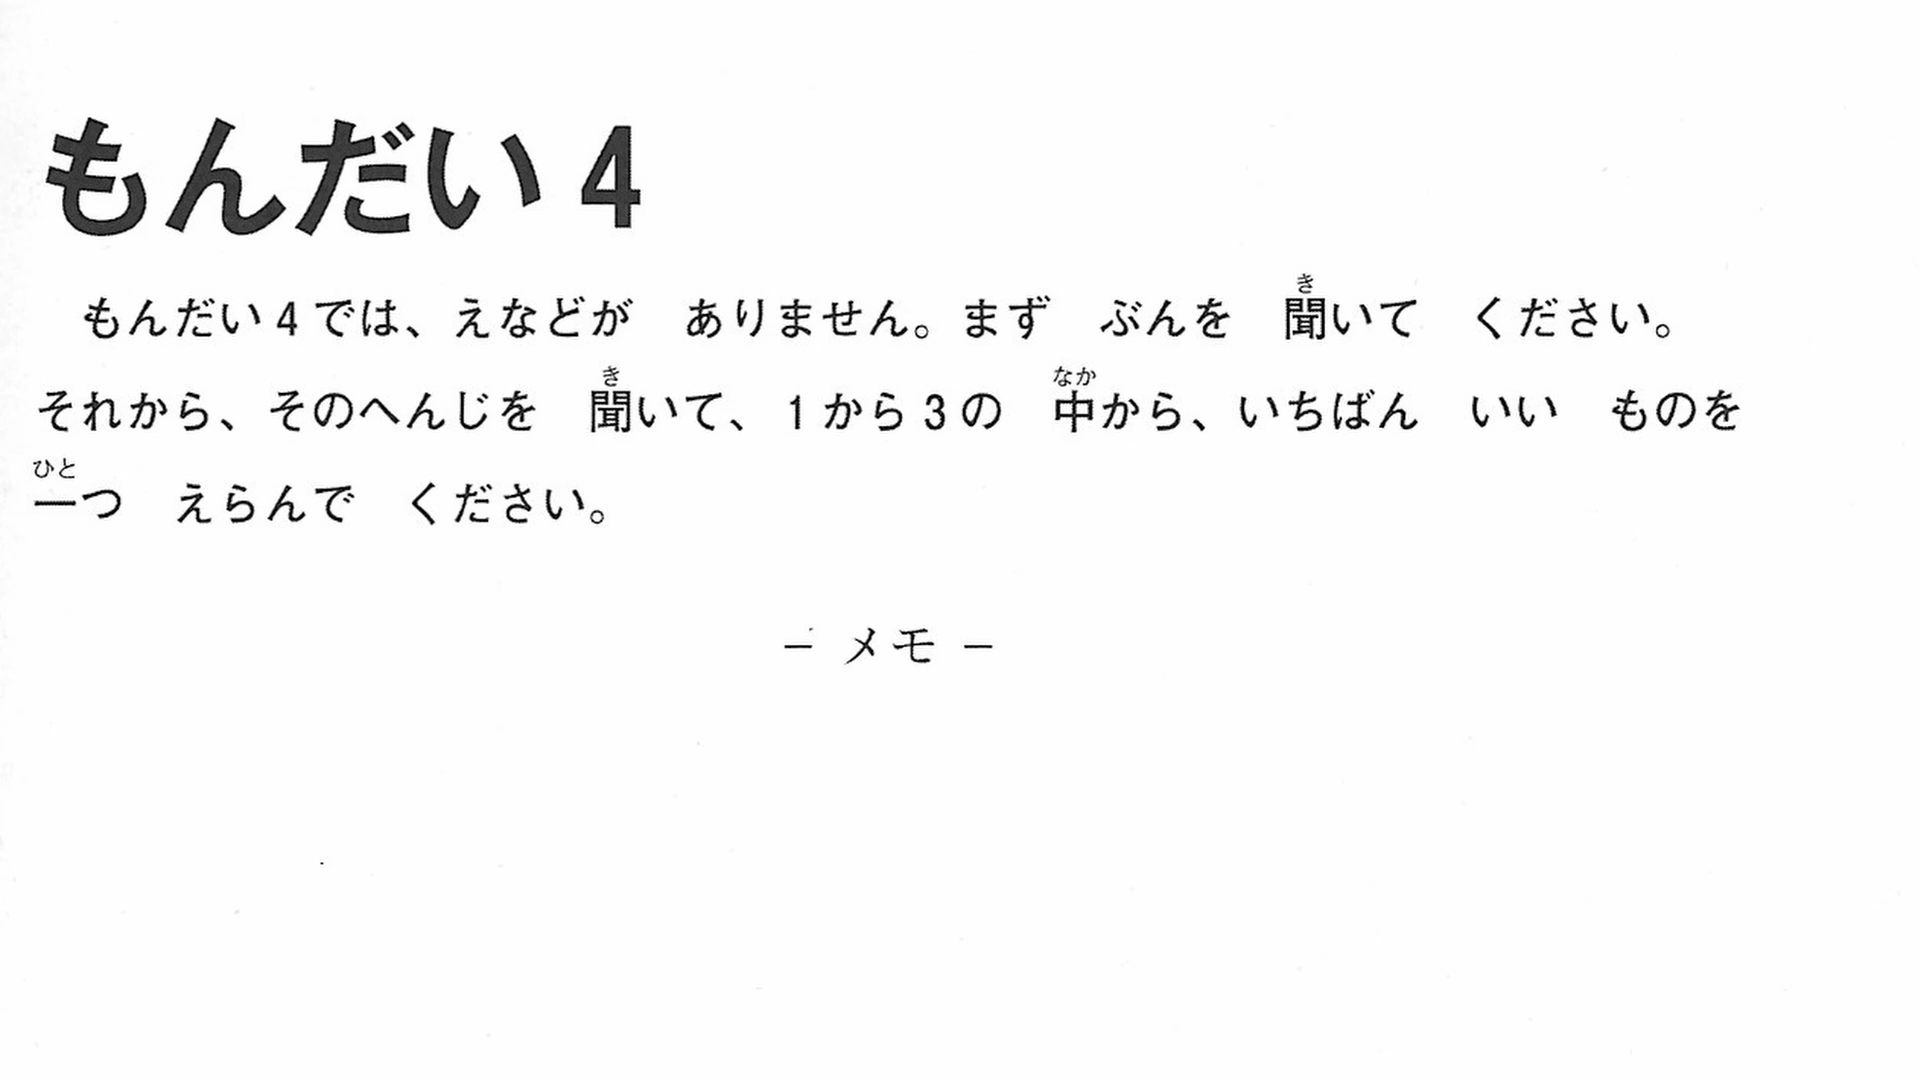 もんだい4
もんだい4では、えなどが　ありません。まず　ぶんを　聞いて　ください。
それから、そのへんじを　聞いて、1から3の　中から、いちばん　いい　ものを
一つ　えらんで　ください。
− メモ −